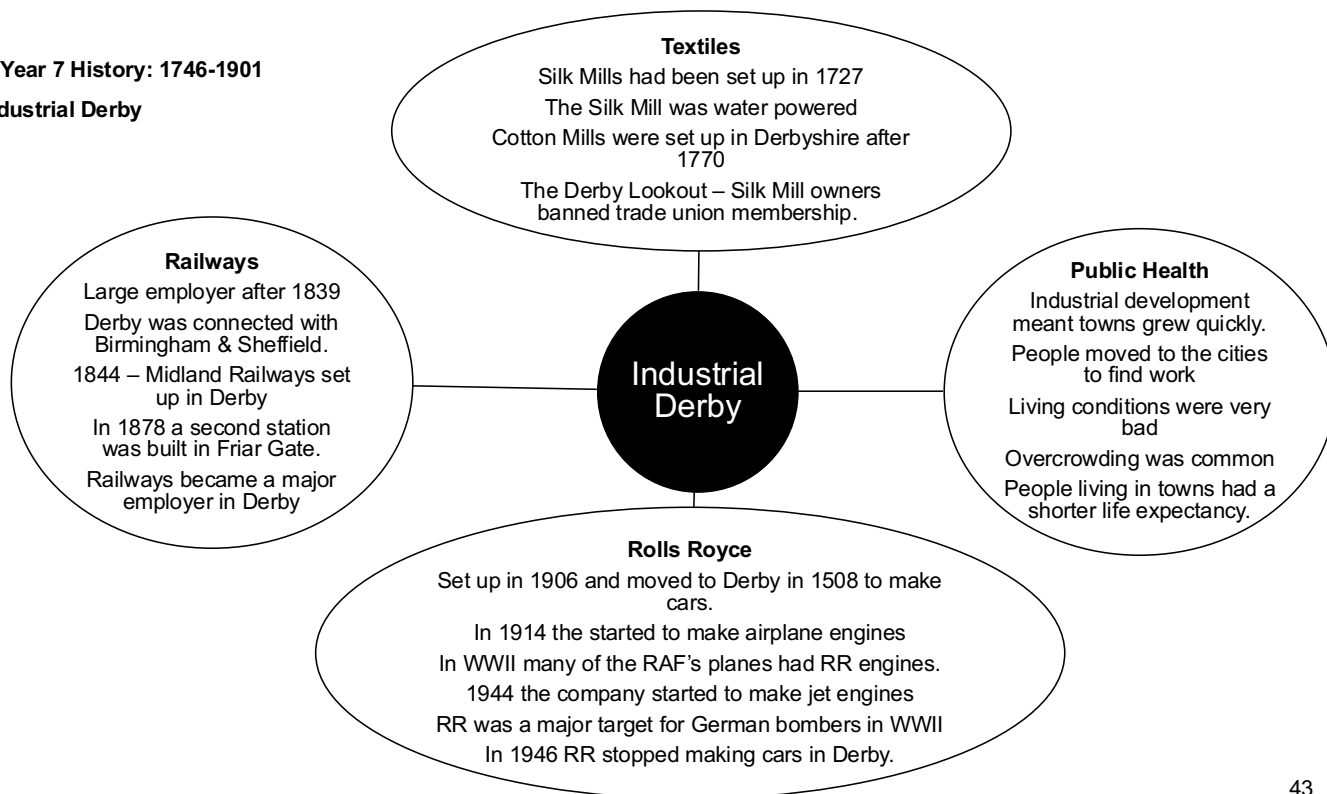 Year 7 History: 1746-1901
dustrial Derby
Textiles
Silk Mills had been set up in 1727
The Silk Mill was water powered
Cotton Mills were set up in Derbyshire after
1770
The Derby Lookout – Silk Mill owners
banned trade union membership.
Railways
Large employer after 1839
Derby was connected with
Birmingham & Sheffield.
1844 – Midland Railways set
up in Derby
In 1878 a second station
was built in Friar Gate.
Railways became a major
employer in Derby
Industrial
Derby
Public Health
Industrial development
meant towns grew quickly.
People moved to the cities
to find work
Living conditions were very
bad
Overcrowding was common
People living in towns had a
shorter life expectancy.
Rolls Royce
Set up in 1906 and moved to Derby in 1508 to make
cars.
In 1914 the started to make airplane engines
In WWII many of the RAF’s planes had RR engines.
1944 the company started to make jet engines
RR was a major target for German bombers in WWII
In 1946 RR stopped making cars in Derby.
43